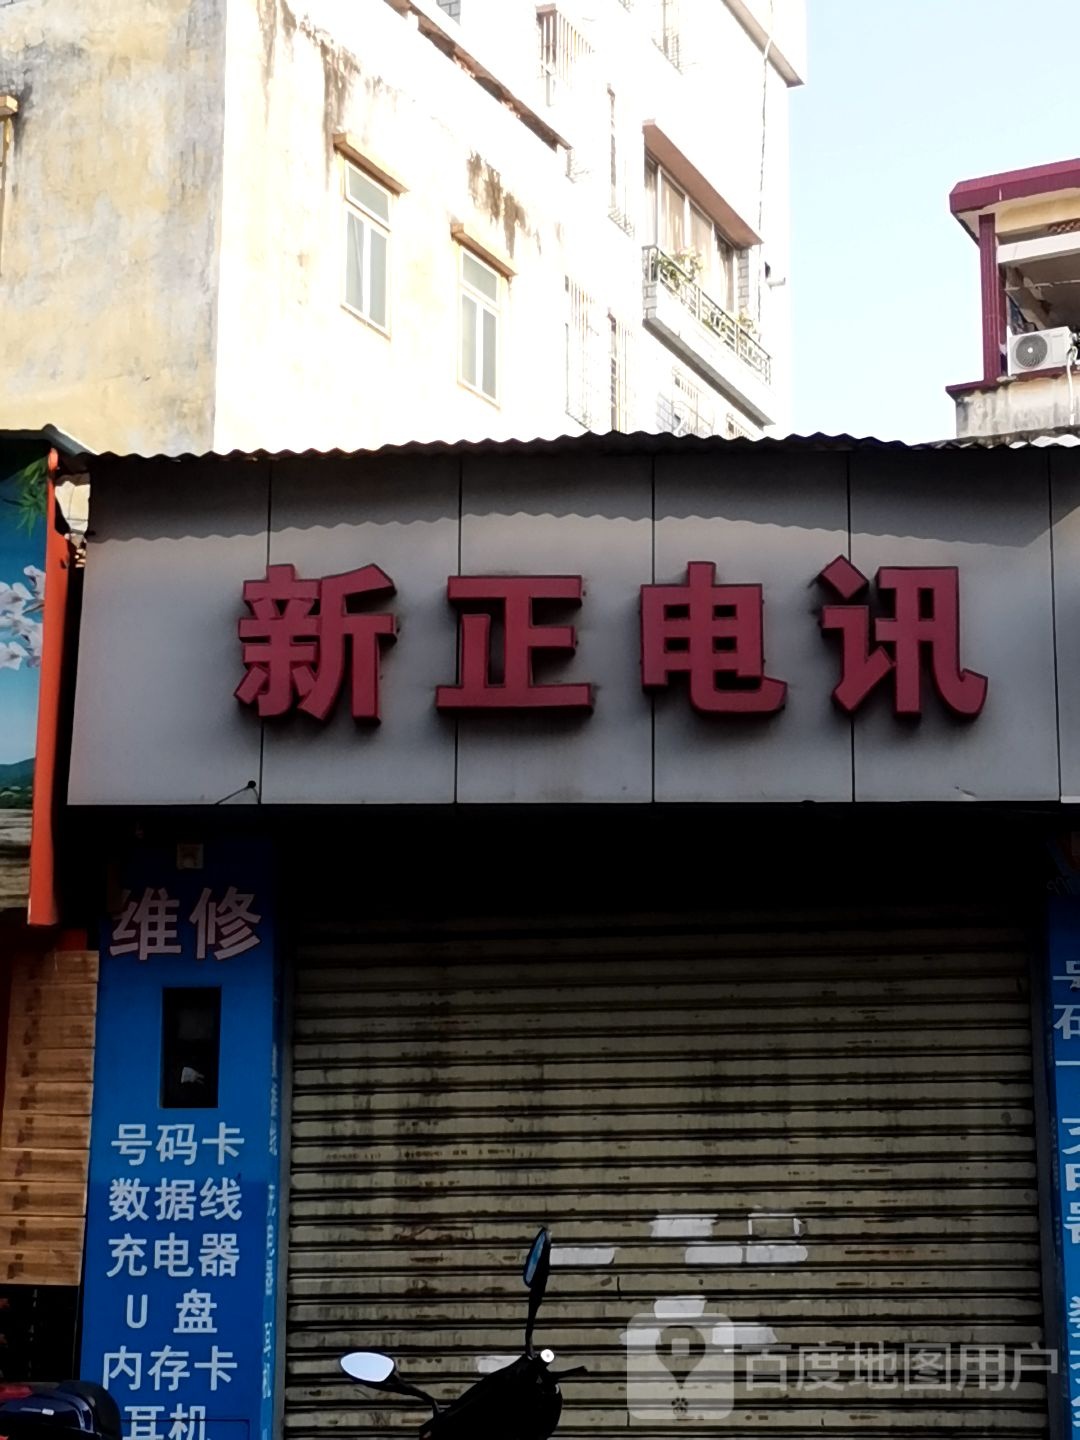 新正电讯
维修
号码卡
数据线
充电器
U 盘
内存卡
耳机
百度地图用户